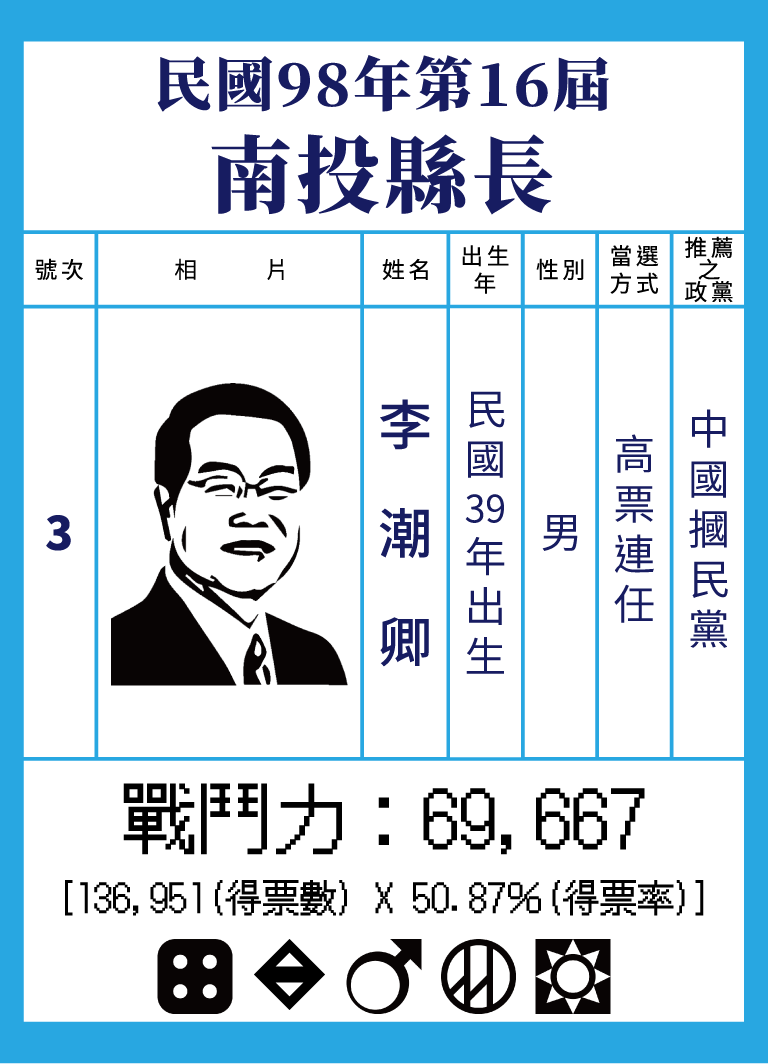 民國98年第16屆
南投縣長
號次
相片
姓名
出生
年
性別
當選
方式
推薦
之
政黨
3
李潮卿
民國39年出生
男
高票連任
中國摑民黨
戰鬥力：69,667
[136,951(得票數) X 50.87%(得票率)]